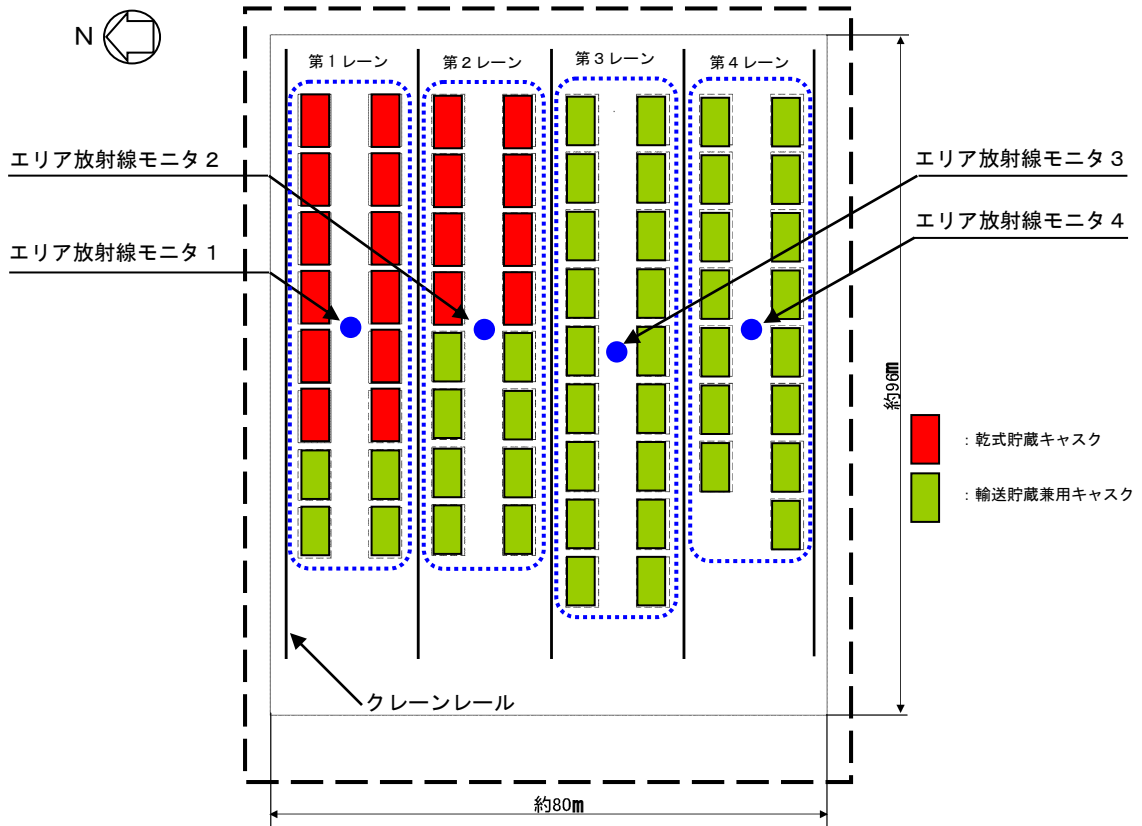 N
第1レーン
第2レーン
第3レーン
第4レーン
エリア放射線モニタ2
エリア放射線モニタ1
エリア放射線モニタ3
エリア放射線モニタ4
約96m
：乾式貯蔵キャスク
：輸送貯蔵兼用キャスク
クレーンレール
約80m